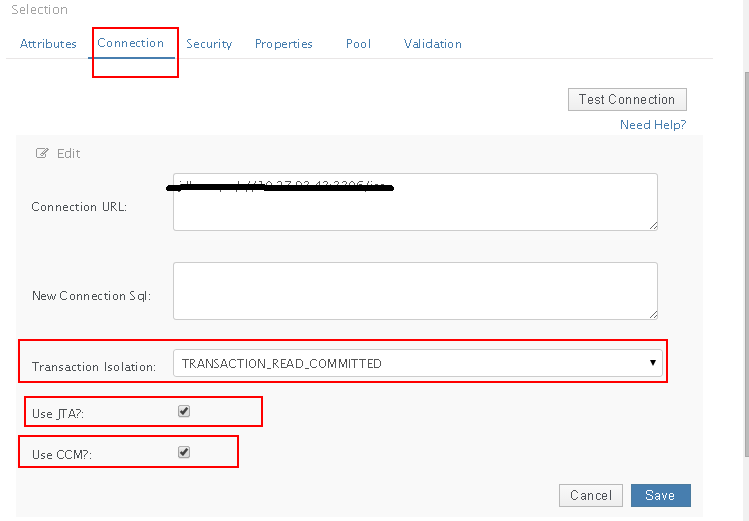 Selection
Attributes Connection Security Properties Pool Validation
Test Connection
Need Help?
Edit
Connection URL:
New Connection Sql:
Transaction Isolation: TRANSACTION_READ_COMMITTED
Use JTA?:
Use CCM?:
Cancel Save